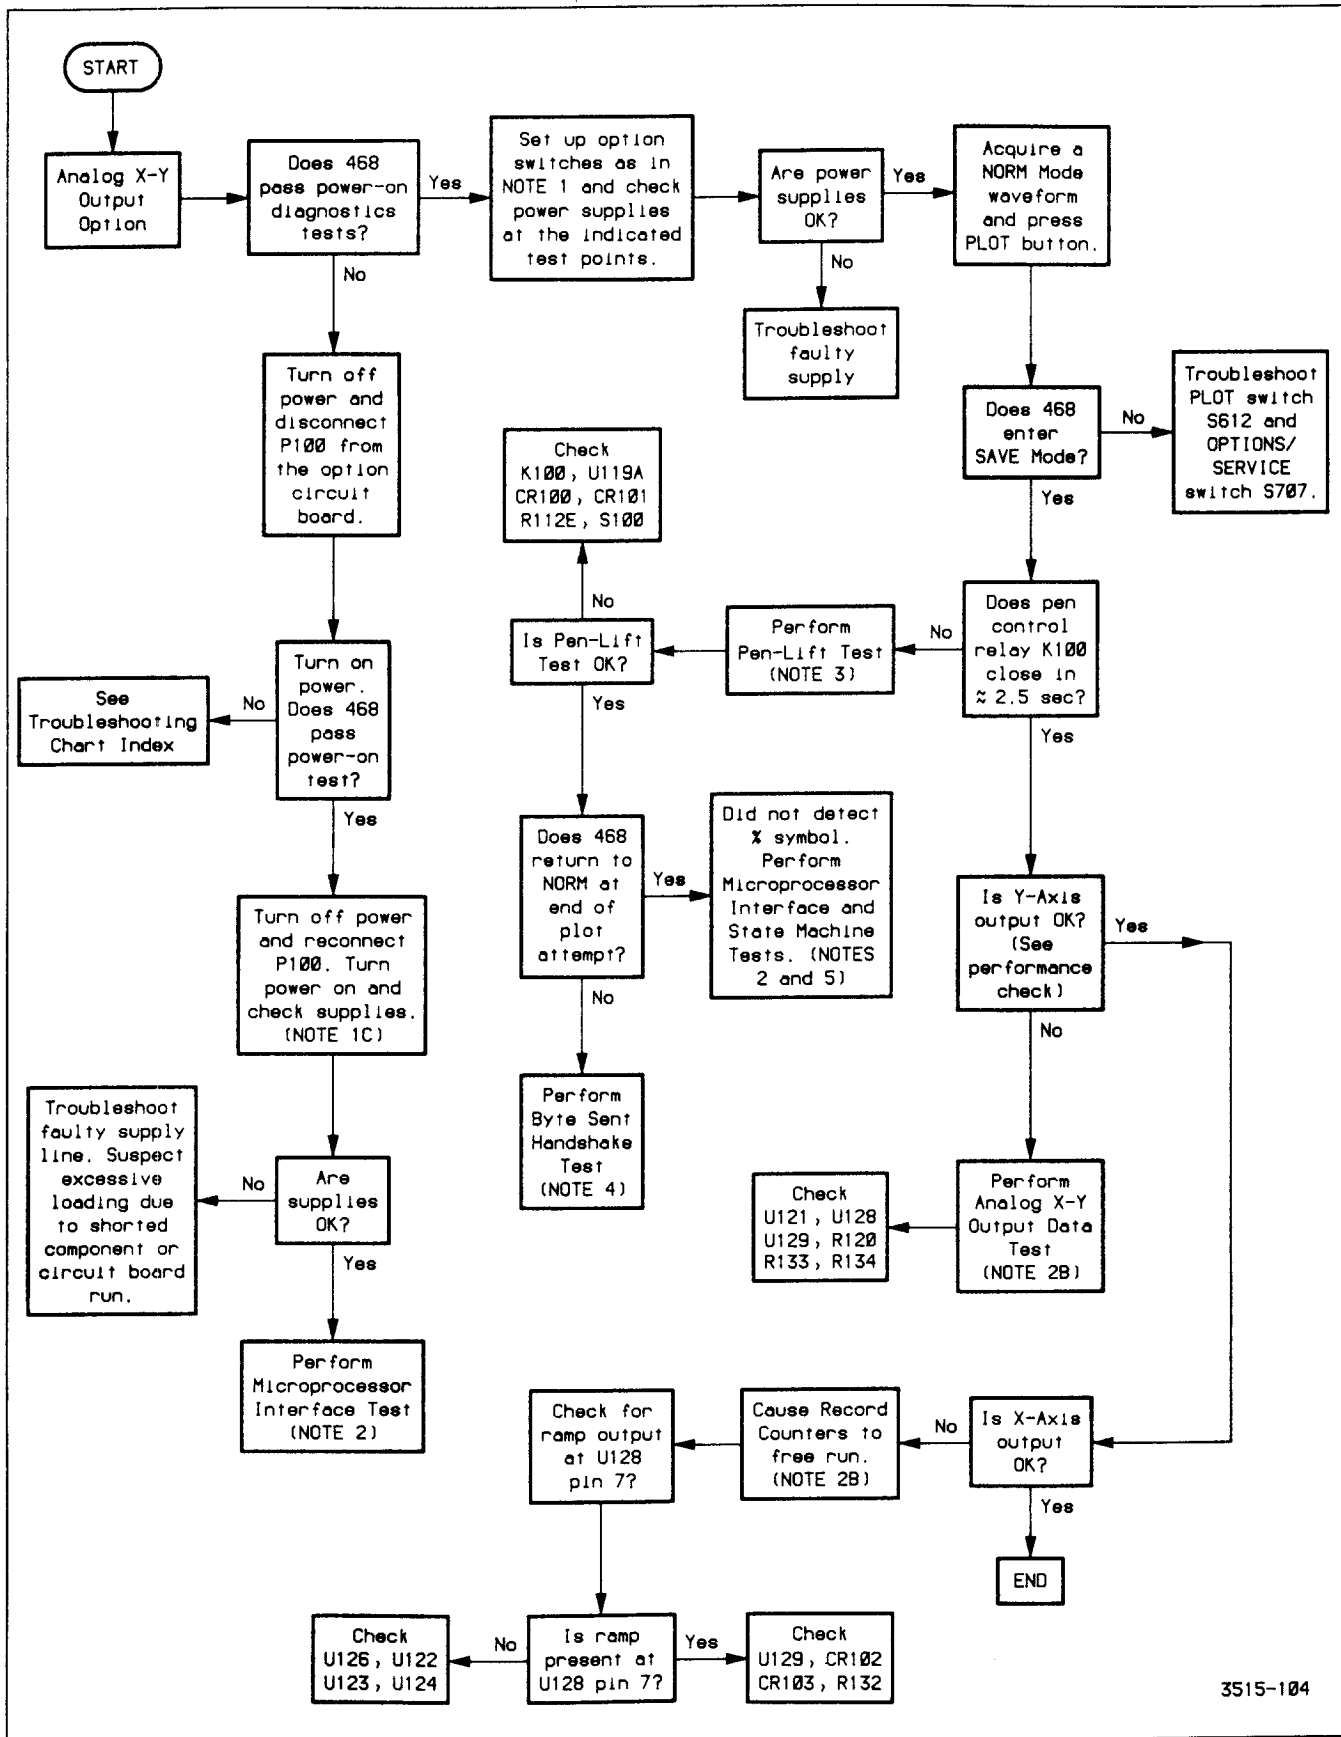 START
Analog X-Y
Output
Option
Does 468
pass power-on
diagnostics
tests?
Yes
No
Set up option
switches as in
NOTE 1 and check
power supplies
at the indicated
test points.
Are power
supplies
OK?
Yes
No
Acquire a
NORM Mode
waveform
and press
PLOT button.
Troubleshoot
faulty
supply
Turn off
power and
disconnect
P100 from
the option
circuit
board.
Does 468
enter
SAVE Mode?
No
Yes
Troubleshoot
PLOT switch
S612 and
OPTIONS/
SERVICE
switch S707.
Check
K100, U119A
CR100, CR101
R112E, S100
No
Is Pen-Lift
Test OK?
Yes
Perform
Pen-Lift Test
(NOTE 3)
No
Does pen
control
relay K100
close in
≈ 2.5 sec?
Yes
See
Troubleshooting
Chart Index
No
Turn on
power.
Does 468
pass
power-on
test?
Yes
Does 468
return to
NORM at
end of
plot
attempt?
Yes
No
Did not detect
% symbol.
Perform
Microprocessor
Interface and
State Machine
Tests. (NOTES
2 and 5)
Is Y-Axis
output OK?
(See
performance
check)
Yes
No
Turn off power
and reconnect
P100. Turn
power on and
check supplies.
(NOTE 1C)
Perform
Byte Sent
Handshake
Test
(NOTE 4)
Troubleshoot
faulty supply
line. Suspect
excessive
loading due
to shorted
component or
circuit board
run.
No
Are
supplies
OK?
Yes
Check
U121, U128
U129, R120
R133, R134
Perform
Analog X-Y
Output Data
Test
(NOTE 2B)
Perform
Microprocessor
Interface Test
(NOTE 2)
Check for
ramp output
at U128
pin 7?
Cause Record
Counters to
free run.
(NOTE 2B)
No
Is X-Axis
output
OK?
Yes
END
Check
U126, U122
U123, U124
No
Is ramp
present at
U128 pin 7?
Yes
Check
U129, CR102
CR103, R132
3515-104